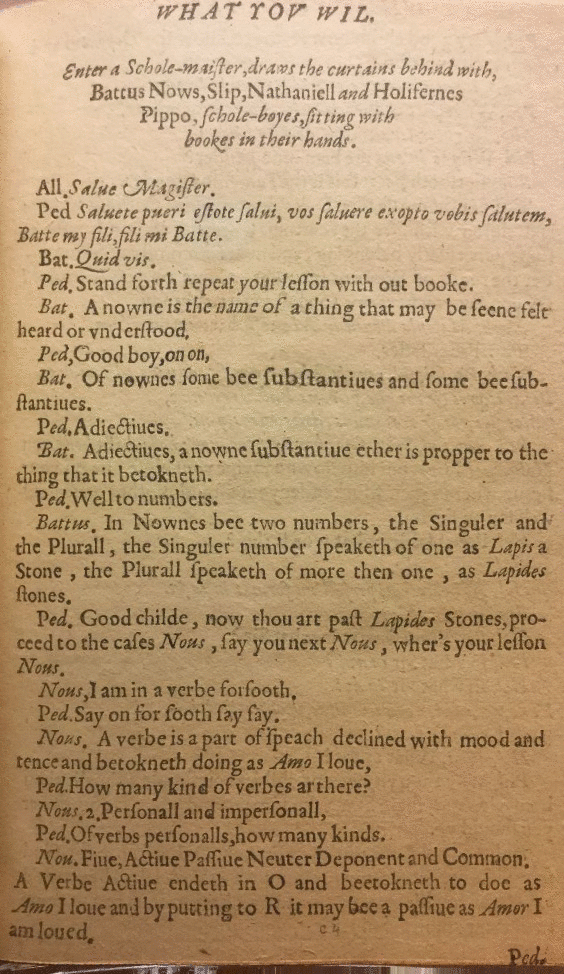 WHAT YOV WIL.
Enter a Schole-maiſter, draws the curtains behind with,
Battus Nows, Slip, Nathaniell and Holifernes
Pippo, ſchole-boyes, ſitting with
bookes in their hands.
All. Salue Magiſter.
Ped Saluete pueri eſtote ſalui, vos ſaluere exopto vobis ſalutem,
Batte my fili, fili mi Batte.
Bat. Quid vis.
Ped. Stand forth repeat your leſſon with out booke.
Bat. A nowne is the name of a thing that may be ſeene felt
heard or vnderſtood,
Ped, Good boy, on on,
Bat. Of nownes ſome bee ſubſtantiues and ſome bee ſub-
ſtantiues.
Ped. Adiectiues.
Bat. Adiectiues, a nowne ſubſtantiue ether is propper to the
thing that it betokneth.
Ped. Well to numbers.
Battus. In Nownes bee two numbers, the Singuler and
the Plurall, the Singuler number ſpeaketh of one as Lapis a
Stone, the Plurall ſpeaketh of more then one, as Lapides
ſtones.
Ped. Good childe, now thou art paſt Lapides Stones, pro-
ceed to the caſes Nous, ſay you next Nous, wher's your leſſon
Nous.
Nous, I am in a verbe forſooth,
Ped. Say on for ſooth ſay ſay.
Nous. A verbe is a part of ſpeach declined with mood and
tence and betokneth doing as Amo I loue,
Ped. How many kind of verbes ar there?
Nous. 2. Perſonall and imperſonall,
Ped. Of verbs perſonalls, how many kinds.
Nou. Fiue, Actiue Paſſiue Neuter Deponent and Common.
A Verbe Actiue endeth in O and beetokneth to doe as
Amo I loue and by putting to R it may bee a paſſiue as Amor I
am loued.
C4
Ped.